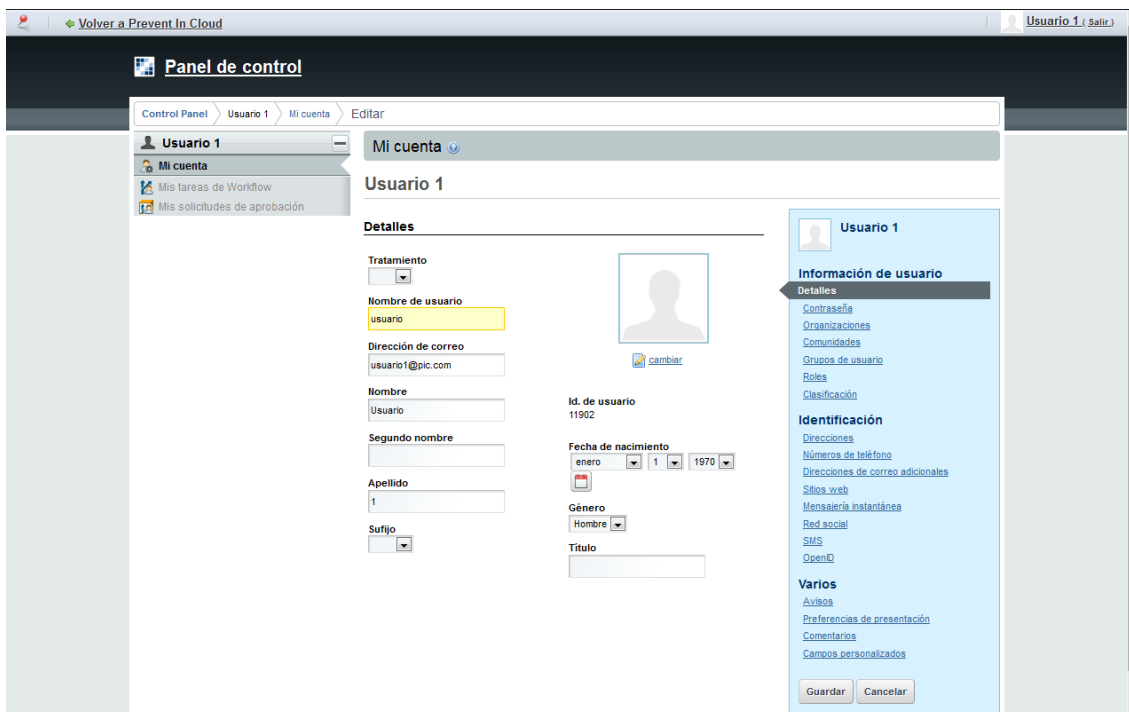 Volver a Prevent In Cloud
Usuario 1 ( Salir )
Panel de control
Control Panel Usuario 1 Mi cuenta Editar
Usuario 1
Mi cuenta
Mis tareas de Workflow
Mis solicitudes de aprobación
Mi cuenta
Usuario 1
Detalles
Tratamiento
Nombre de usuario
usuario
Dirección de correo
usuario1@pic.com
Nombre
Usuario
Segundo nombre
Apellido
1
Sufijo
cambiar
Id. de usuario
11902
Fecha de nacimiento
enero 1 1970
Género
Hombre
Título
Usuario 1
Información de usuario
Detalles
Contraseña
Organizaciones
Comunidades
Grupos de usuario
Roles
Clasificación
Identificación
Direcciones
Números de teléfono
Direcciones de correo adicionales
Sitios web
Mensajería instantánea
Red social
SMS
OpenID
Varios
Avisos
Preferencias de presentación
Comentarios
Campos personalizados
Guardar Cancelar